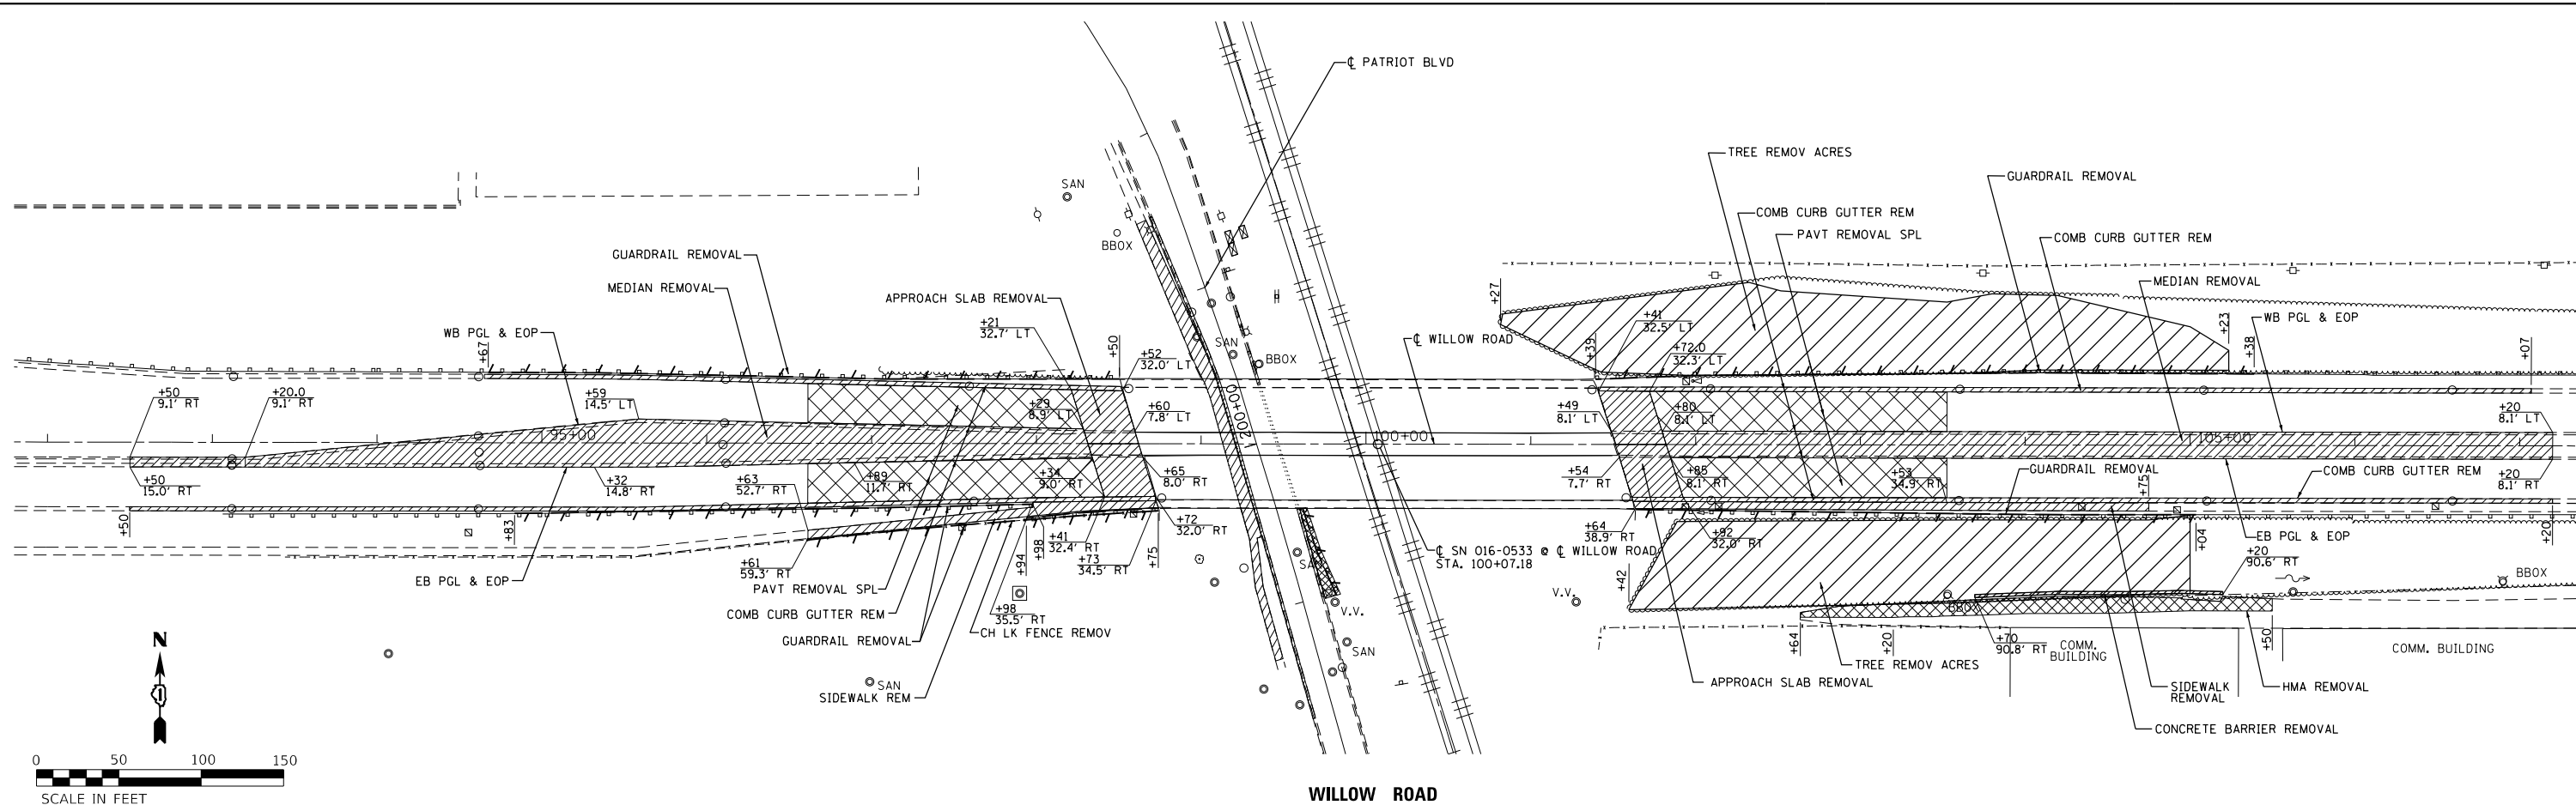 ℄ PATRIOT BLVD
TREE REMOV ACRES
GUARDRAIL REMOVAL
SAN
COMB CURB GUTTER REM
PAVT REMOVAL SPL
COMB CURB GUTTER REM
BBOX
GUARDRAIL REMOVAL
MEDIAN REMOVAL
APPROACH SLAB REMOVAL
MEDIAN REMOVAL
+27
+21
32.7' LT
WB PGL & EOP
+67
+50
+52
32.0' LT
SAN
BBOX
℄ WILLOW ROAD
+39
+41
32.5' LT
+72.0
32.3' LT
+23
+38
WB PGL & EOP
+07
+50
9.1' RT
+20.0
9.1' RT
+59
14.5' LT
+29
8.9' LT
+60
7.8' LT
20+00
+49
8.1' LT
+80
8.1' LT
+20
8.1' LT
95+00
100+00
105+00
+50
15.0' RT
+32
14.8' RT
+63
52.7' RT
+89
11.7' RT
+34
9.0' RT
+65
8.0' RT
+54
7.7' RT
+85
8.1' RT
+53
34.9' RT
GUARDRAIL REMOVAL
+75
COMB CURB GUTTER REM
+20
8.1' RT
+50
+83
+94
+98
+41
32.4' RT
+73
34.5' RT
+75
+72
32.0' RT
+64
38.9' RT
+92
32.0' RT
+04
EB PGL & EOP
+20
+20
90.6' RT
BBOX
EB PGL & EOP
+61
59.3' RT
PAVT REMOVAL SPL
COMB CURB GUTTER REM
GUARDRAIL REMOVAL
SIDEWALK REM
+98
35.5' RT
CH LK FENCE REMOV
SAN
SAN
V.V.
SAN
℄ SN 016-0533 @ ℄ WILLOW ROAD
STA. 100+07.18
V.V.
+42
BBOX
+64
+20
+70
90.8' RT
COMM.
BUILDING
+50
COMM. BUILDING
TREE REMOV ACRES
APPROACH SLAB REMOVAL
SIDEWALK
REMOVAL
HMA REMOVAL
CONCRETE BARRIER REMOVAL
N
0 50 100 150
SCALE IN FEET
WILLOW ROAD